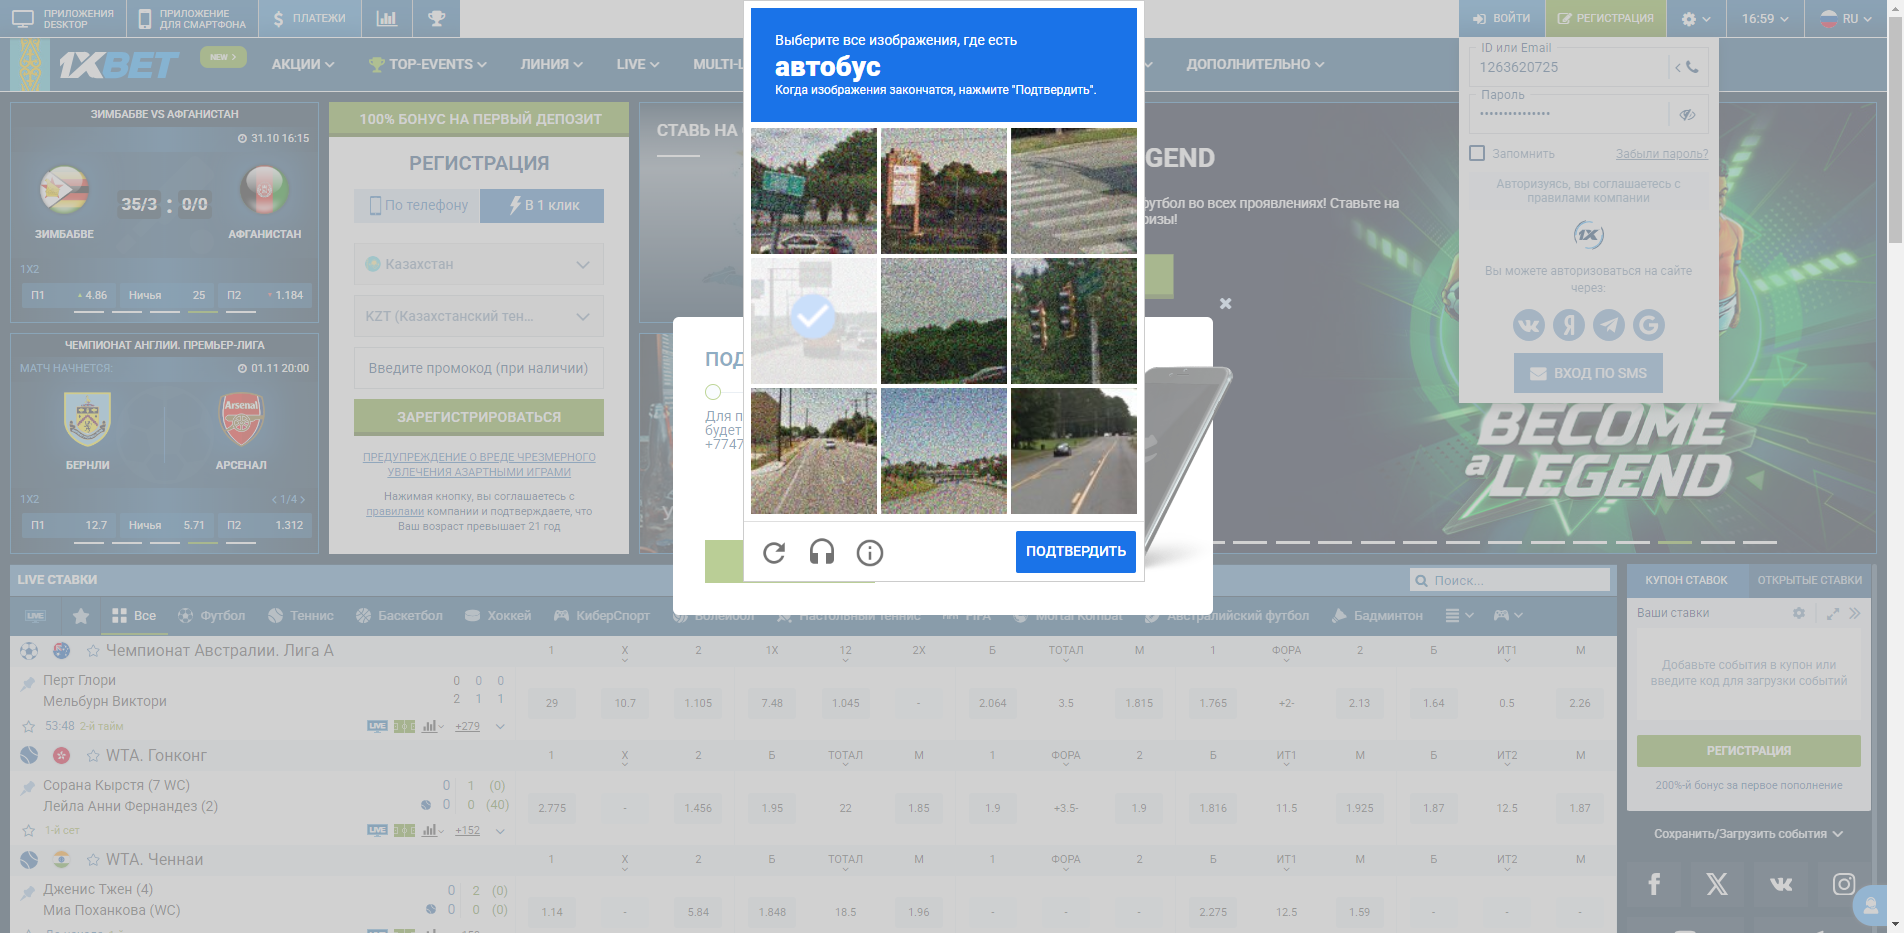 ПРИЛОЖЕНИЯ DESKTOP
ПРИЛОЖЕНИЕ ДЛЯ СМАРТФОНА
ПЛАТЕЖИ
ВОЙТИ
РЕГИСТРАЦИЯ
16:59
RU
1XBET
NEW
АКЦИИ
TOP-EVENTS
ЛИНИЯ
LIVE
MULTI-L
ДОПОЛНИТЕЛЬНО
ID или Email
1263620725
Пароль
Запомнить
Забыли пароль?
Авторизуясь, вы соглашаетесь с
правилами компании
1X
Вы можете авторизоваться на сайте
через:
ВХОД ПО SMS
ЗИМБАБВЕ VS АФГАНИСТАН
31.10 16:15
35/3 : 0/0
ЗИМБАБВЕ
АФГАНИСТАН
1X2
П1 4.86
Ничья 25
П2 1.184
ЧЕМПИОНАТ АНГЛИИ. ПРЕМЬЕР-ЛИГА
МАТЧ НАЧНЕТСЯ:
01.11 20:00
Arsenal
БЕРНЛИ
АРСЕНАЛ
1X2
1/4
П1 12.7
Ничья 5.71
П2 1.312
100% БОНУС НА ПЕРВЫЙ ДЕПОЗИТ
РЕГИСТРАЦИЯ
По телефону
В 1 клик
Казахстан
KZT (Казахстанский тен...
Введите промокод (при наличии)
ЗАРЕГИСТРИРОВАТЬСЯ
ПРЕДУПРЕЖДЕНИЕ О ВРЕДЕ ЧРЕЗМЕРНОГО
УВЛЕЧЕНИЯ АЗАРТНЫМИ ИГРАМИ
Нажимая кнопку, вы соглашаетесь с
правилами компании и подтверждаете, что
Ваш возраст превышает 21 год
СТАВЬ НА
GEND
футбол во всех проявлениях! Ставьте на
BECOME
a LEGEND
ПОД
Для п
будет
+7747
Выберите все изображения, где есть
автобус
Когда изображения закончатся, нажмите "Подтвердить".
ПОДТВЕРДИТЬ
LIVE СТАВКИ
Поиск...
LIVE
Все
Футбол
Теннис
Баскетбол
Хоккей
КиберСпорт
Волейбол
Настольный теннис
FIFA
Mortal Kombat
Австралийский футбол
Бадминтон
Чемпионат Австралии. Лига А
1 X 2 1X 12 2X Б ТОТАЛ М 1 ФОРА 2 Б ИТ1 М
Перт Глори 0 0 0
Мельбурн Виктори 2 1 1
29 10.7 1.105 7.48 1.045 - 2.064 3.5 1.815 1.765 +2- 2.13 1.64 0.5 2.26
53:48 2-й тайм
LIVE
+279
WTA. Гонконг
1 X 2 Б ТОТАЛ М 1 ФОРА 2 Б ИТ1 М Б ИТ2 М
Сорана Кырстя (7 WC) 0 1 (0)
Лейла Анни Фернандез (2) 0 0 (40)
2.775 - 1.456 1.95 22 1.85 1.9 +3.5- 1.9 1.816 11.5 1.925 1.87 12.5 1.87
1-й сет
LIVE
+152
WTA. Ченнаи
1 X 2 Б ТОТАЛ М 1 ФОРА 2 Б ИТ1 М Б ИТ2 М
Дженис Тжен (4) 0 2 (0)
Миа Поханкова (WC) 0 0 (0)
1.14 - 5.84 1.848 18.5 1.96 - - - 2.275 12.5 1.59 - - -
КУПОН СТАВОК
ОТКРЫТЫЕ СТАВКИ
Ваши ставки
Добавьте события в купон или
введите код для загрузки событий
РЕГИСТРАЦИЯ
200%-й бонус за первое пополнение
Сохранить/Загрузить события